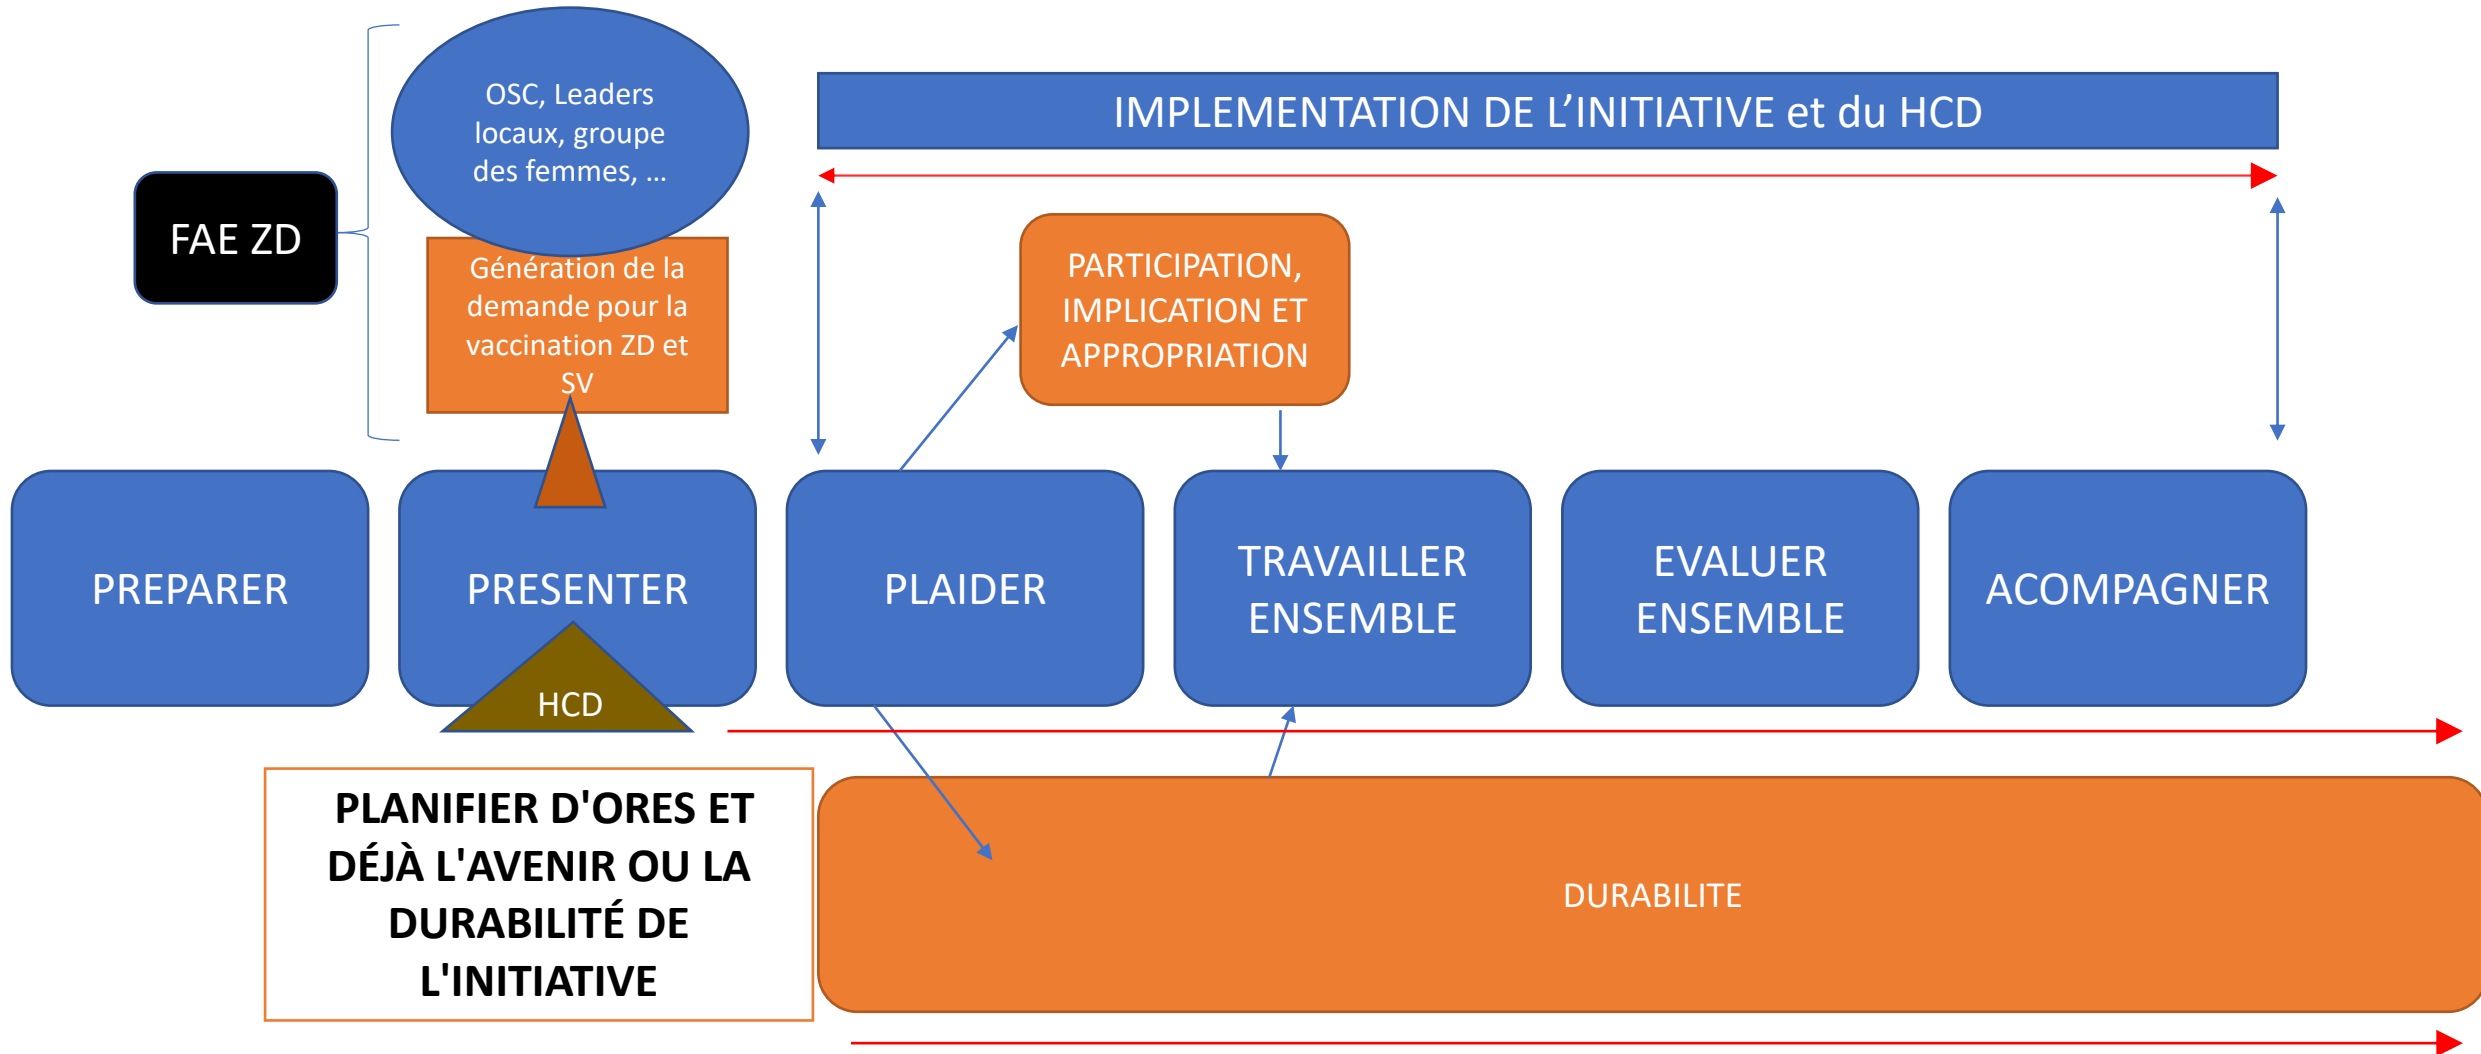 OSC, Leaders
locaux, groupe
des femmes, ...
IMPLEMENTATION DE L’INITIATIVE et du HCD
FAE ZD
Génération de la
demande pour la
vaccination ZD et
SV
PARTICIPATION,
IMPLICATION ET
APPROPRIATION
PREPARER
PRESENTER
PLAIDER
TRAVAILLER
ENSEMBLE
EVALUER
ENSEMBLE
ACOMPAGNER
HCD
PLANIFIER D'ORES ET
DÉJÀ L'AVENIR OU LA
DURABILITÉ DE
L'INITIATIVE
DURABILITE